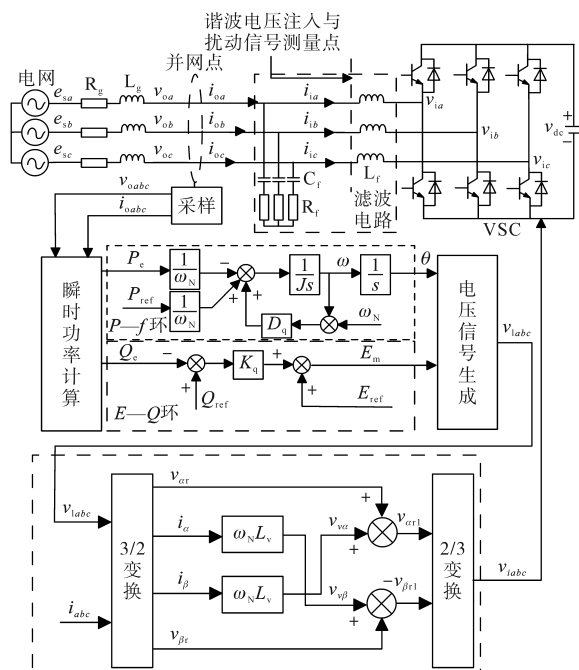 谐波电压注入与
扰动信号测量点
并网点
电网
e_sa R_g L_g v_oa i_oa i_ia v_ia
e_sb v_ob i_ob i_ib v_ib
e_sc v_oc i_oc i_ic v_ic
v_dc
+
−
C_f L_f
R_f
滤波
电路
VSC
v_oabc
i_oabc
采样
瞬时功率计算
P_e 1/ω_N − + + 1/Js ω 1/s θ
P_ref 1/ω_N
D_q ω_N
P—f环
Q_e − K_q + E_m
+ Q_ref + E_ref
E—Q环
电压信号生成
v_1abc
v_1abc
i_abc
3/2
变换
v_αr
i_α ω_N L_v v_vα + + v_αr1
i_β ω_N L_v v_vβ + − v_βr1
v_βr
2/3
变换
v_iabc